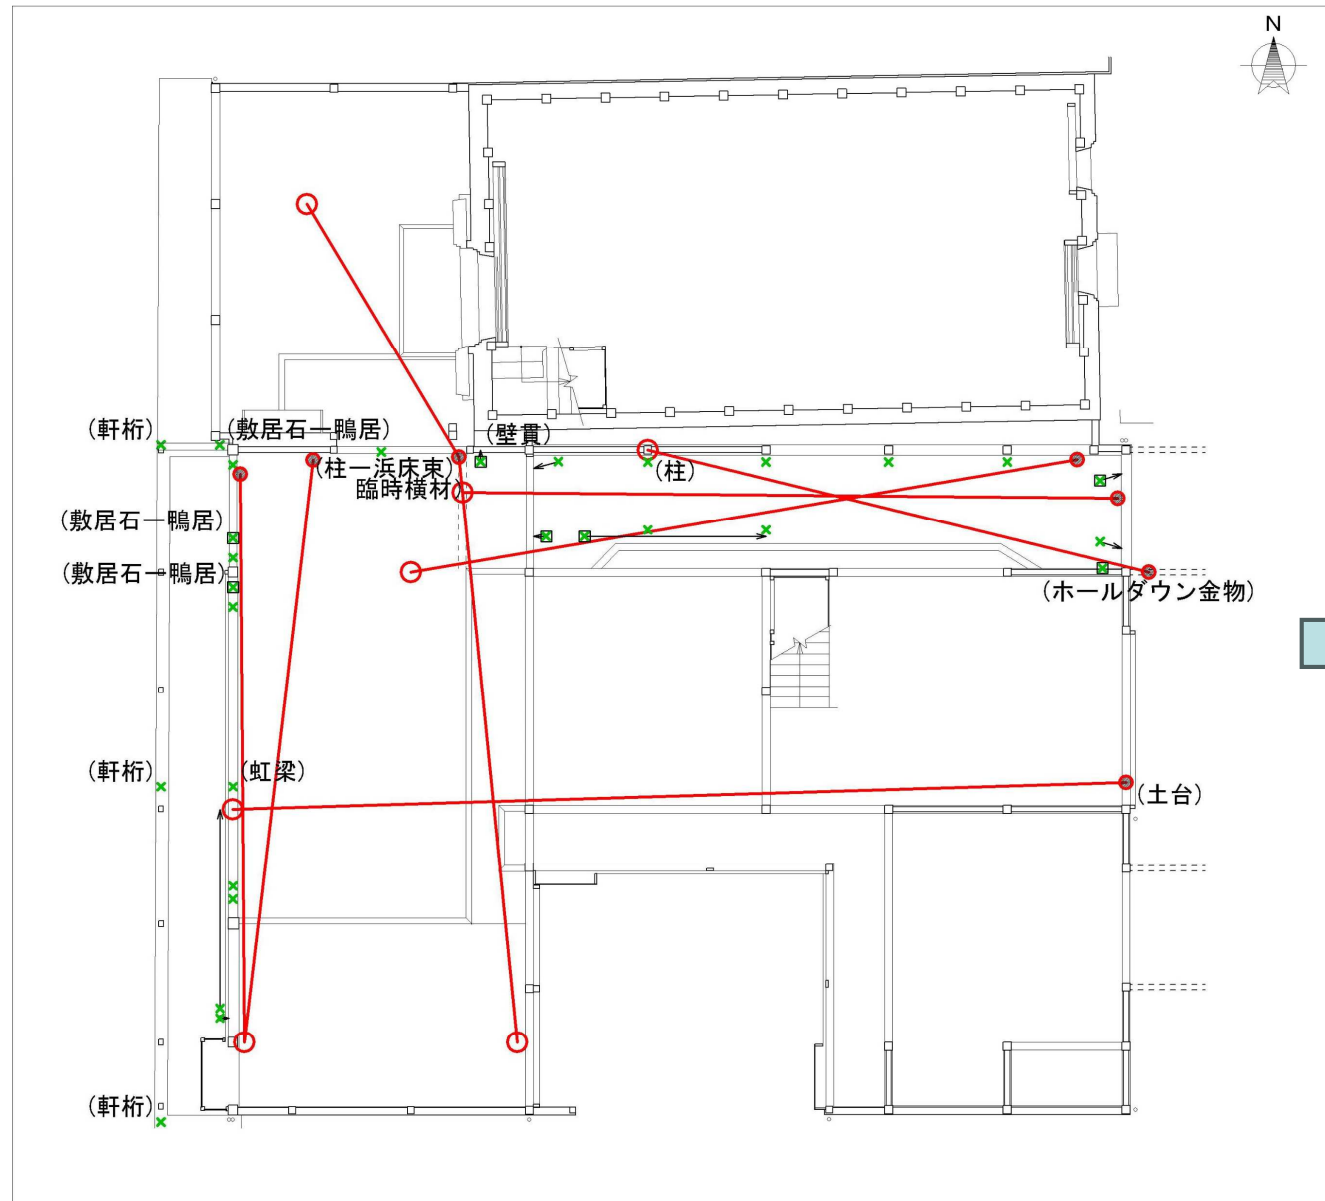 N
(軒桁)
(敷居石ー鴨居)
(壁貫)
(柱ー浜床束)
(柱)
臨時横材)
(敷居石ー鴨居)
(敷居石ー鴨居)
(ホールダウン金物)
(軒桁)
(虹梁)
(土台)
(軒桁)